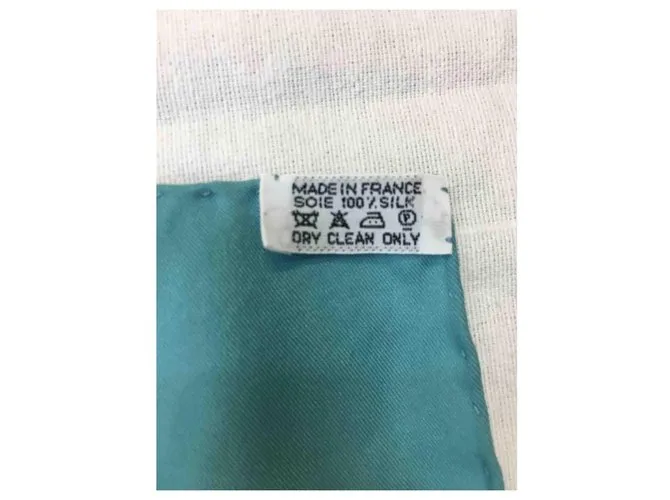 MADE IN FRANCE
SOIE 100% SILK
P
DRY CLEAN ONLY